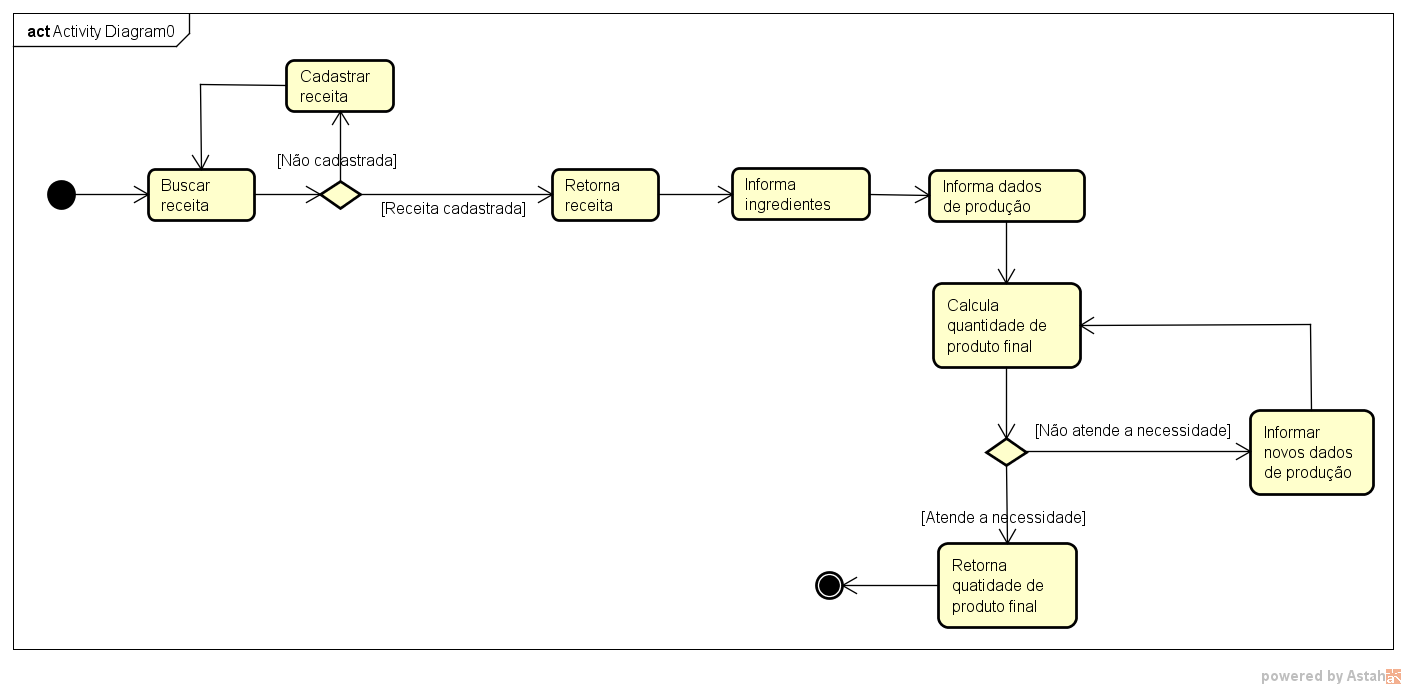 act Activity Diagram0
Cadastrar
receita
[Não cadastrada]
Buscar
receita
[Receita cadastrada]
Retorna
receita
Informa
ingredientes
Informa dados
de produção
Calcula
quantidade de
produto final
[Não atende a necessidade]
Informar
novos dados
de produção
[Atende a necessidade]
Retorna
quatidade de
produto final
powered by Astah